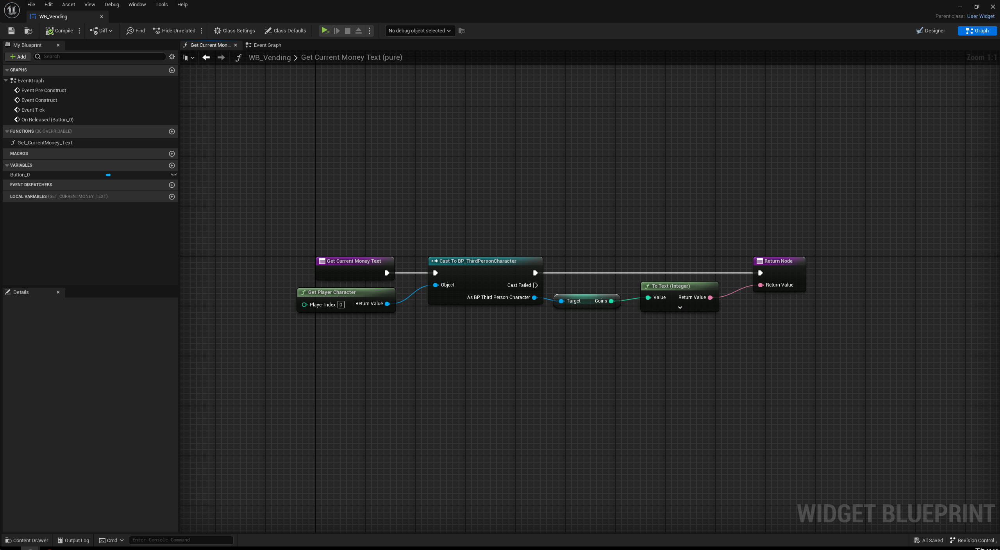 File Edit Asset View Debug Window Tools Help
WB_Vending
Parent class: User Widget
Compile Diff Find Hide Unrelated Class Settings Class Defaults No debug object selected Designer Graph
My Blueprint
Get Current Mon... Event Graph
Add Search
WB_Vending > Get Current Money Text (pure)
Zoom 1:1
GRAPHS
EventGraph
Event Pre Construct
Event Construct
Event Tick
On Released (Button_0)
FUNCTIONS (36 OVERRIDABLE)
Get_CurrentMoney_Text
MACROS
VARIABLES
Button_0
EVENT DISPATCHERS
LOCAL VARIABLES (GET_CURRENTMONEY_TEXT)
Details
Get Current Money Text
Get Player Character
Player Index 0 Return Value
Cast To BP_ThirdPersonCharacter
Object
Cast Failed
As BP Third Person Character
Target Coins
To Text (Integer)
Value Return Value
Return Node
Return Value
WIDGET BLUEPRINT
Content Drawer Output Log Cmd Enter Console Command All Saved Revision Control